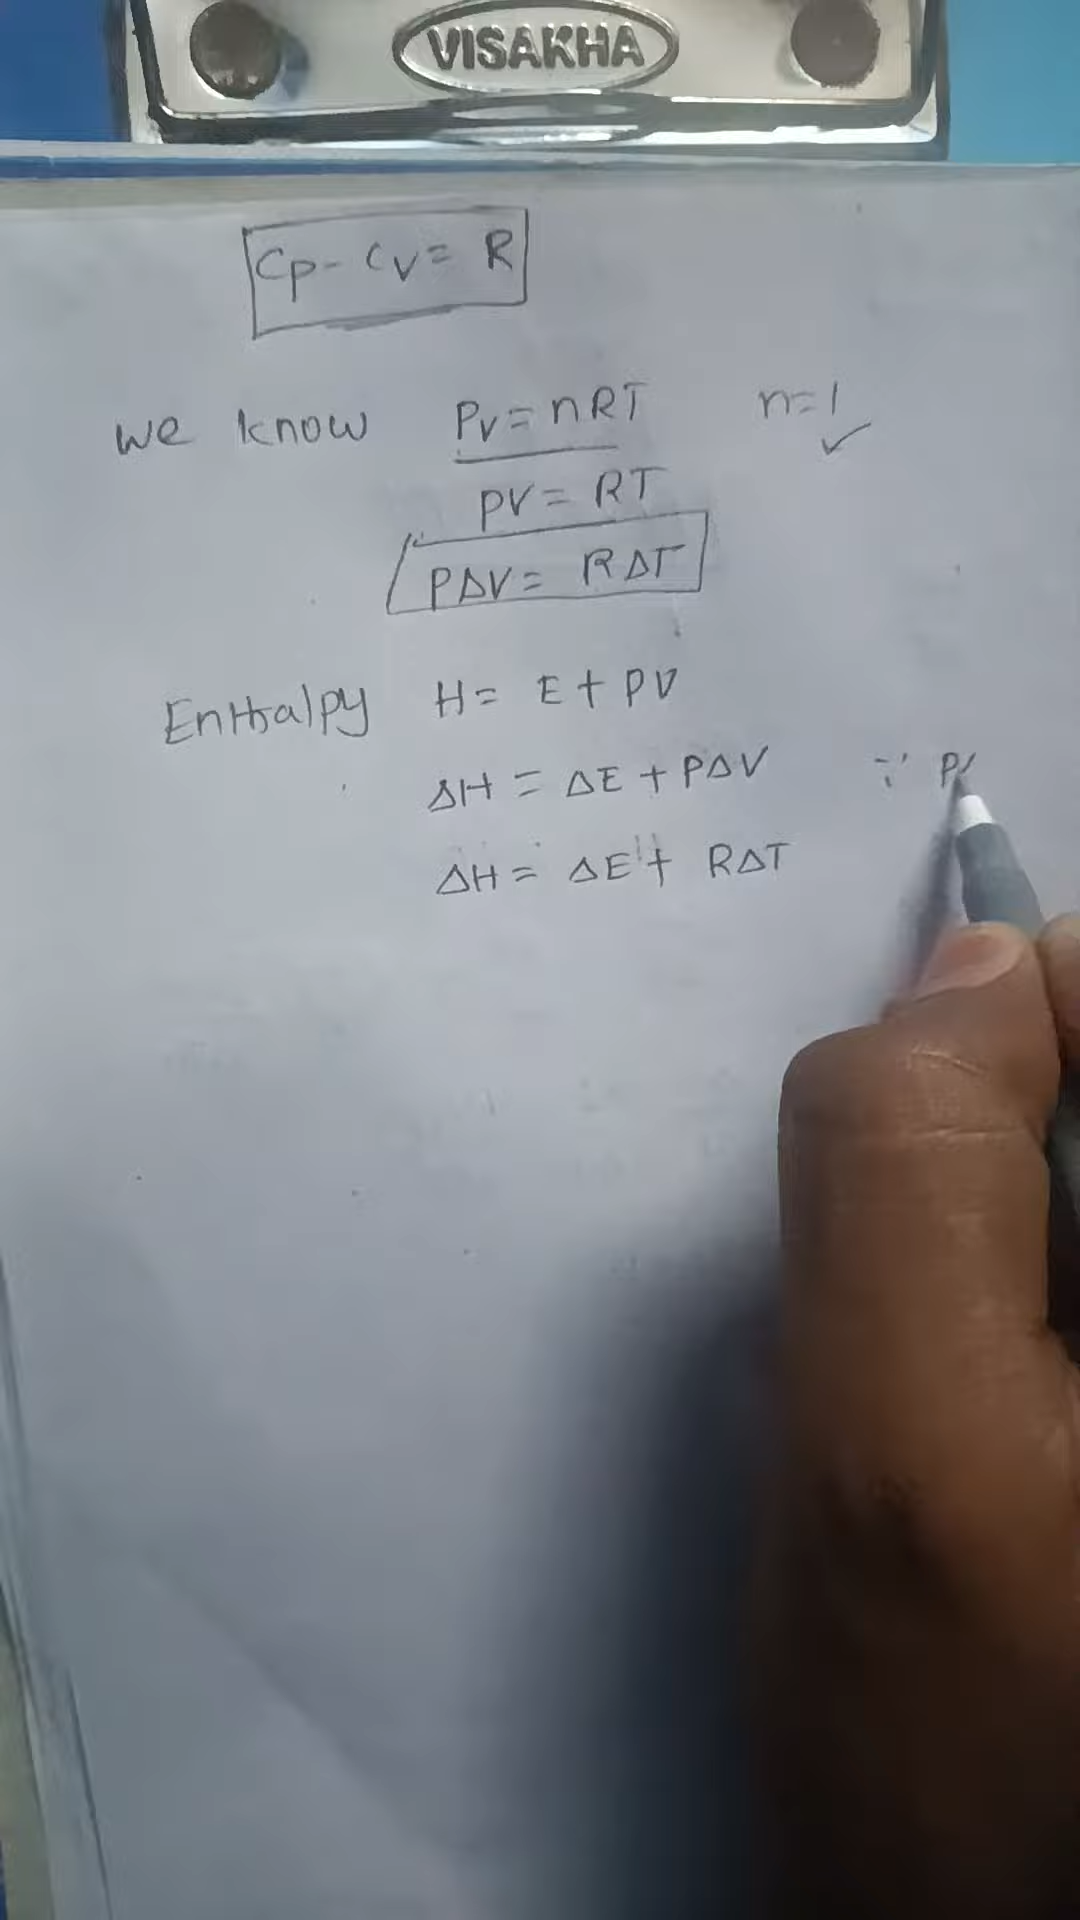 VISAKHA
Cp - Cv = R
We know Pv = nRT n=1 ✓
PV = RT
PΔV = RΔT
Enthalpy H = E + PV
ΔH = ΔE + PΔV ∵ P
ΔH = ΔE + RΔT